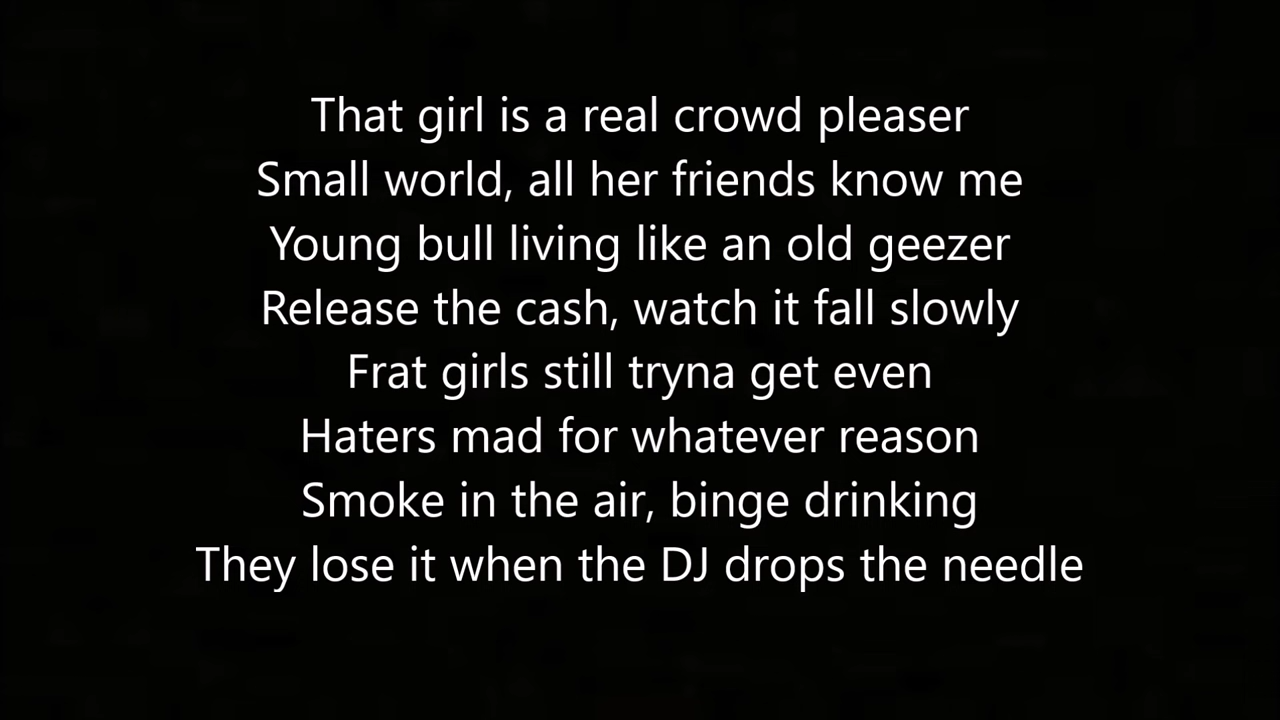 That girl is a real crowd pleaser
Small world, all her friends know me
Young bull living like an old geezer
Release the cash, watch it fall slowly
Frat girls still tryna get even
Haters mad for whatever reason
Smoke in the air, binge drinking
They lose it when the DJ drops the needle